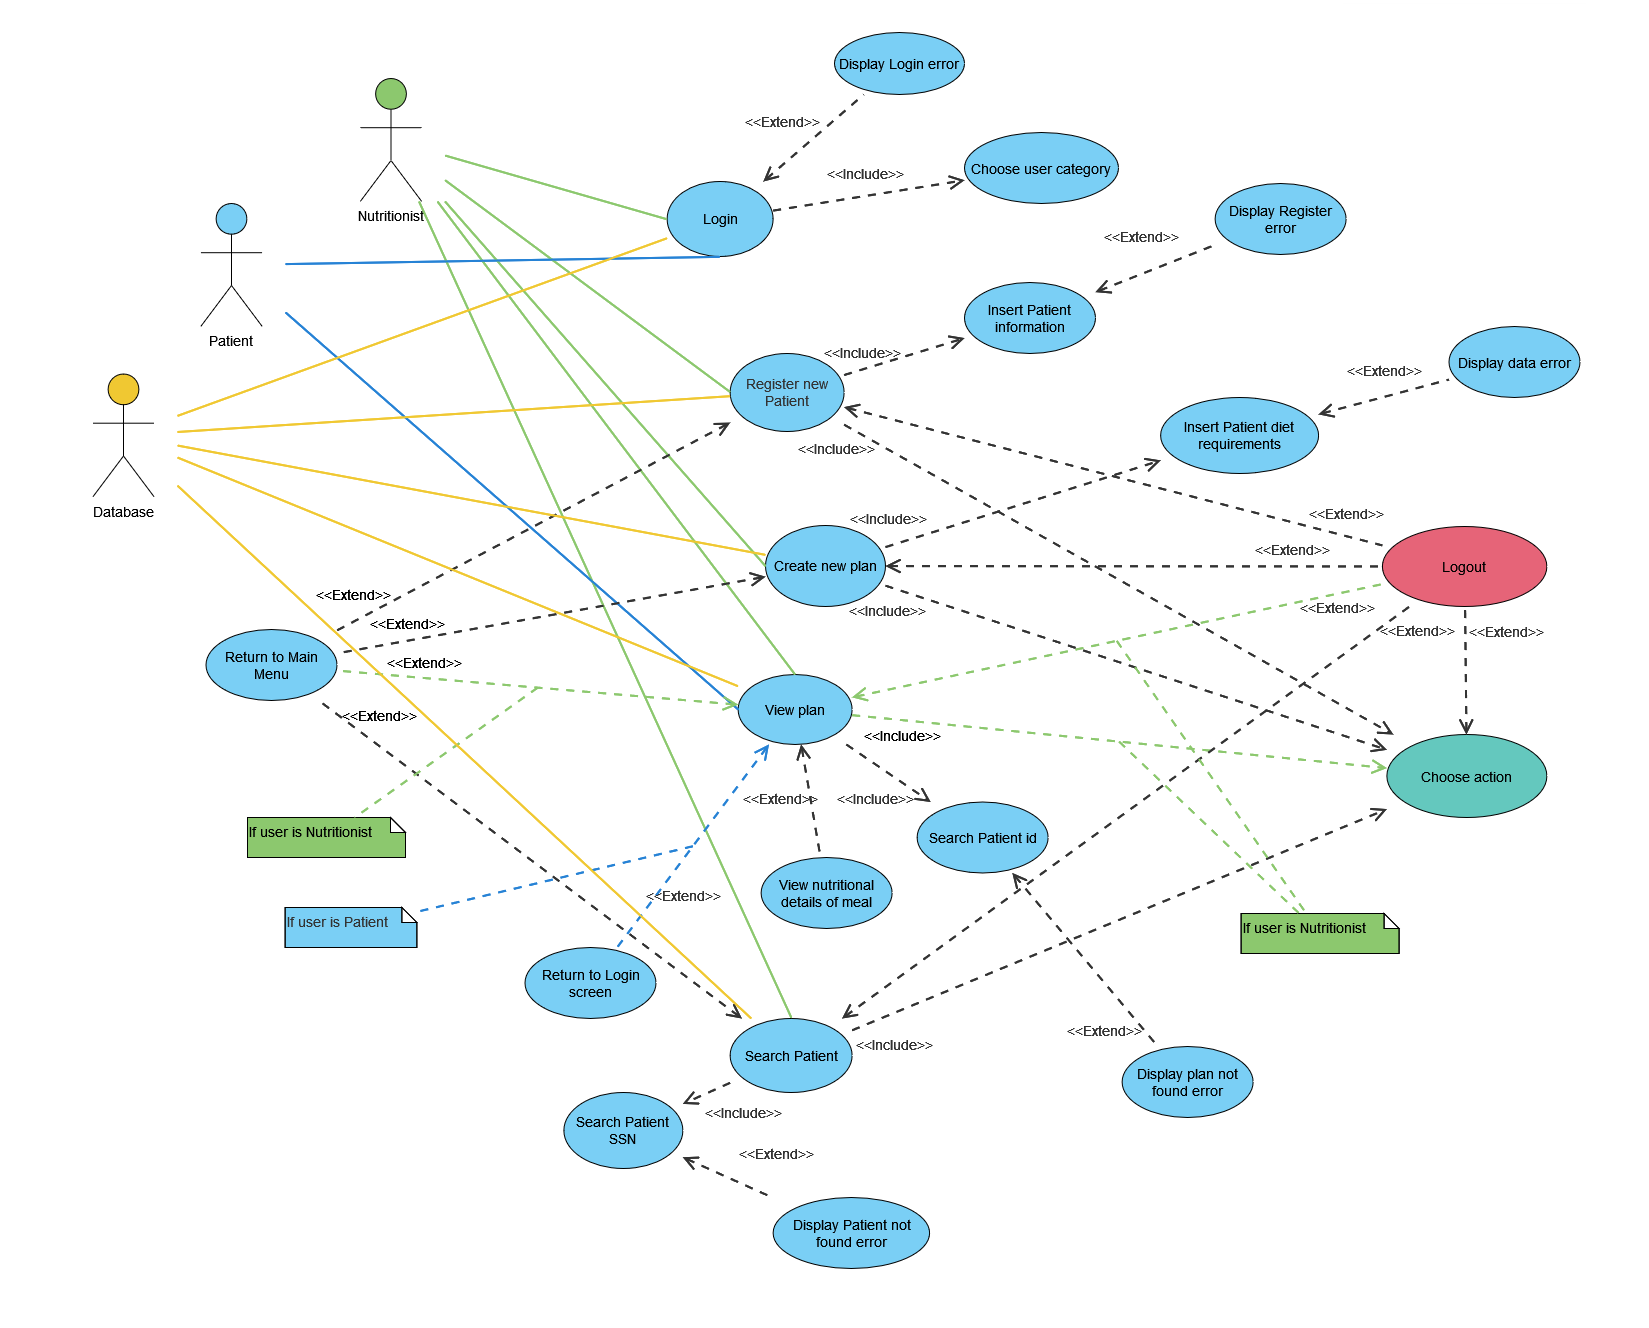 Display Login error
<<Extend>>
Choose user category
<<Include>>
Nutritionist
Login
Display Register
error
<<Extend>>
Patient
Insert Patient
information
<<Include>>
Display data error
<<Extend>>
Register new
Patient
Insert Patient diet
requirements
<<Include>>
Database
<<Include>>
<<Extend>>
<<Extend>>
Create new plan
Logout
<<Extend>>
<<Include>>
<<Extend>>
<<Extend>>
<<Extend>>
<<Extend>>
Return to Main
Menu
<<Extend>>
<<Extend>>
View plan
<<Include>>
Choose action
<<Extend>>
<<Include>>
If user is Nutritionist
Search Patient id
View nutritional
details of meal
<<Extend>>
If user is Patient
If user is Nutritionist
Return to Login
screen
<<Extend>>
<<Include>>
Search Patient
Display plan not
found error
<<Include>>
Search Patient
SSN
<<Extend>>
Display Patient not
found error